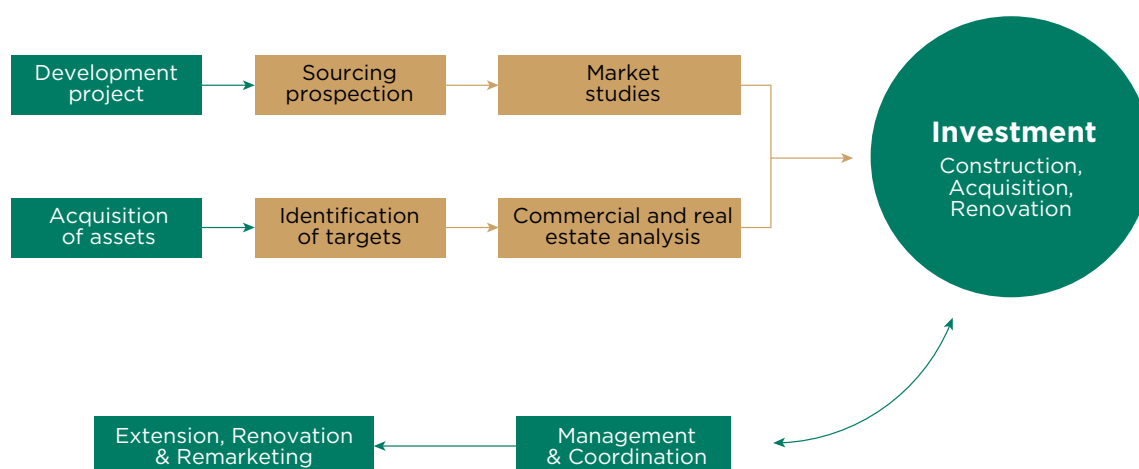 Development
project
Sourcing
prospection
Market
studies
Investment
Construction,
Acquisition,
Renovation
Acquisition
of assets
Identification
of targets
Commercial and real
estate analysis
Extension, Renovation
& Remarketing
Management
& Coordination